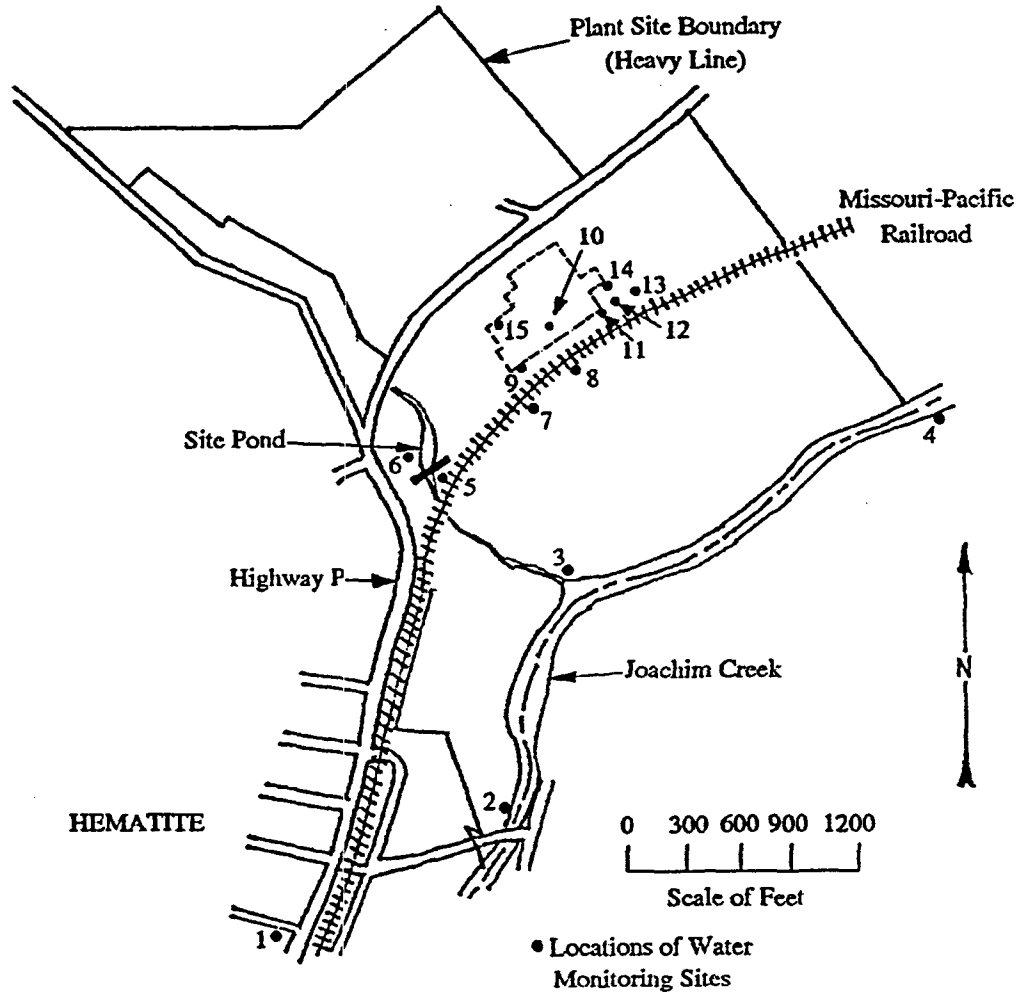 Plant Site Boundary
(Heavy Line)
Missouri-Pacific
Railroad
10
14
13
15
12
11
9
8
7
4
Site Pond
6
5
3
Highway P
Joachim Creek
N
2
HEMATITE
0 300 600 900 1200
Scale of Feet
1
Locations of Water
Monitoring Sites